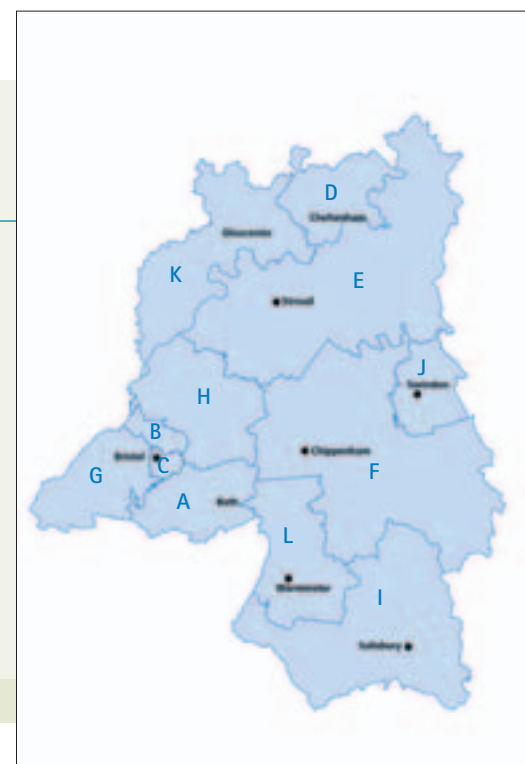 D
Cheltenham
Gloucester
K
E
Stroud
J
Swindon
H
B
Bristol
C
Chippenham
G
A
Bath
F
L
Warminster
I
Salisbury